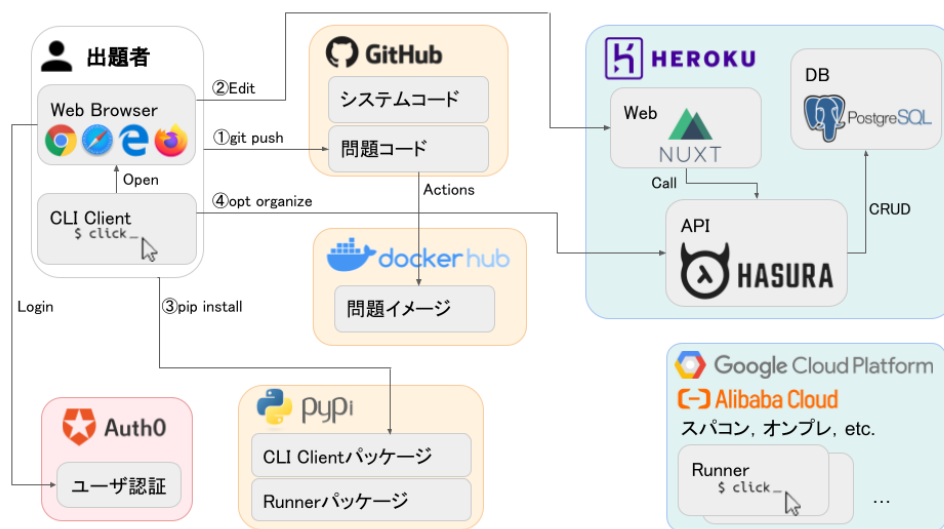 出題者
Web Browser
Open
CLI Client
$ click_
②Edit
①git push
④opt organize
③pip install
Login
GitHub
システムコード
問題コード
Actions
docker hub
問題イメージ
HEROKU
Web
NUXT
Call
DB
PostgreSQL
CRUD
API
HASURA
Auth0
ユーザ認証
pypi
CLI Clientパッケージ
Runnerパッケージ
Google Cloud Platform
Alibaba Cloud
スパコン, オンプレ, etc.
Runner
$ click_
...